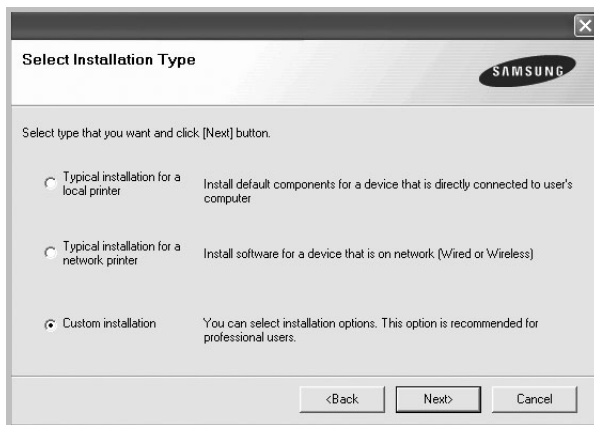 Select Installation Type
SAMSUNG
Select type that you want and click [Next] button.
Typical installation for a
local printer
Install default components for a device that is directly connected to user's
computer
Typical installation for a
network printer
Install software for a device that is on network (Wired or Wireless)
Custom installation
You can select installation options. This option is recommended for
professional users.
<Back
Next>
Cancel